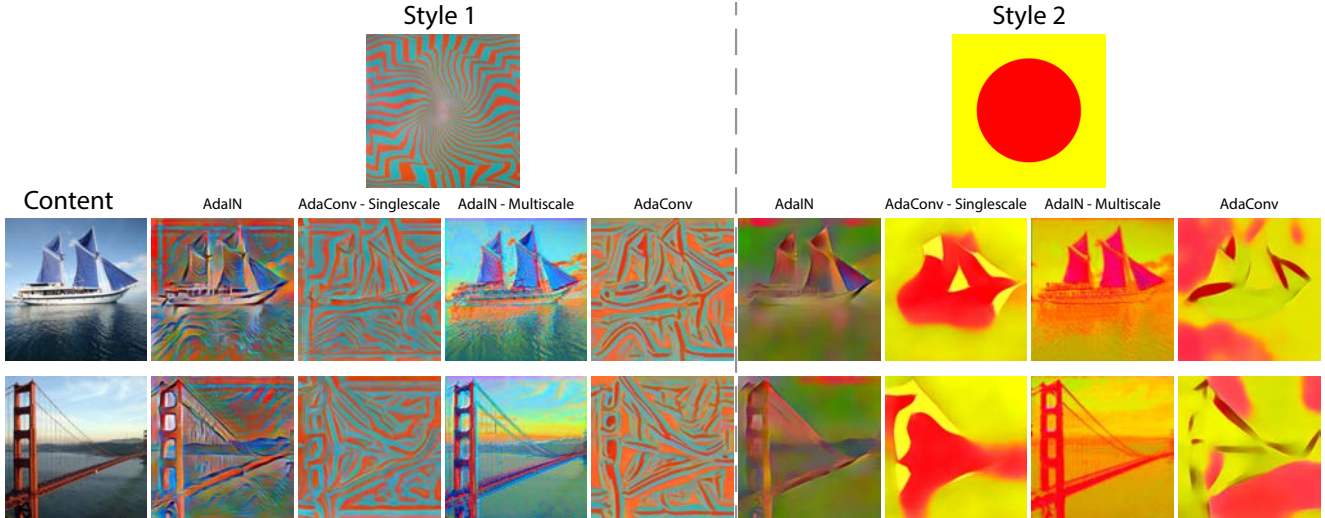 Style 1
Style 2
Content
AdaIN
AdaConv - Singlescale
AdaIN - Multiscale
AdaConv
AdaIN
AdaConv - Singlescale
AdaIN - Multiscale
AdaConv